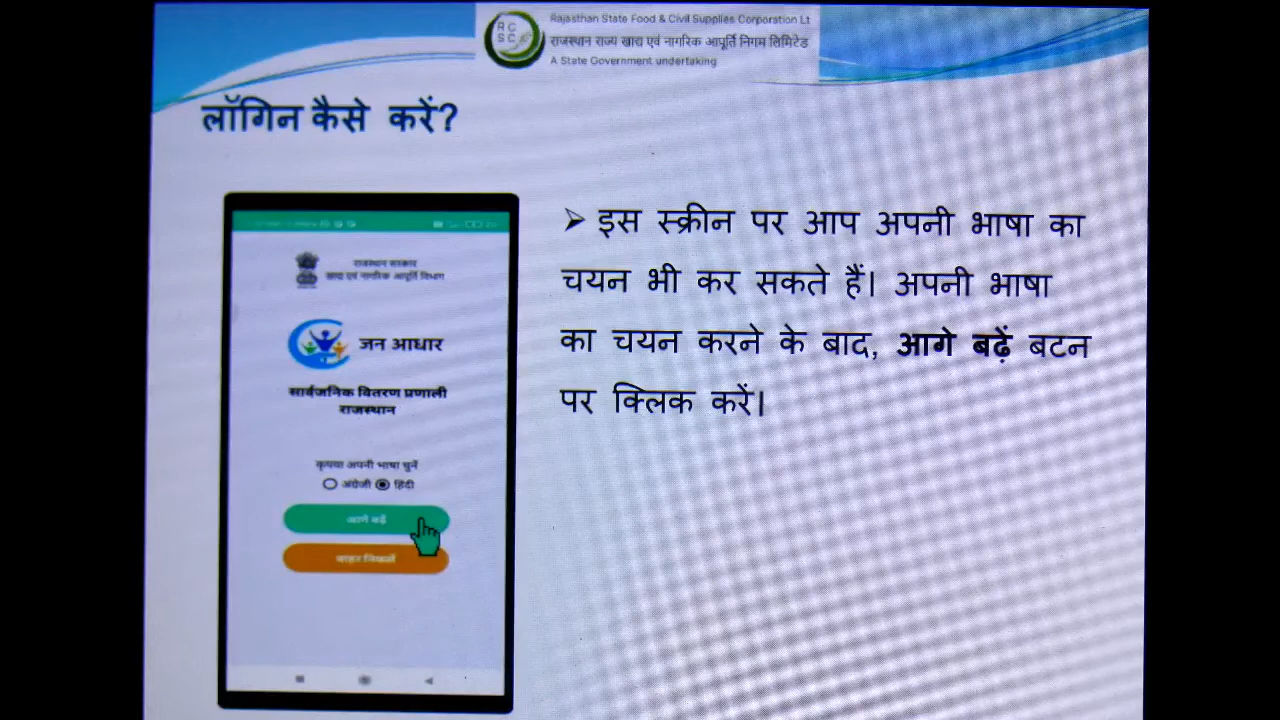 RC
SC
Rajasthan State Food & Civil Supplies Corporation Lt
राजस्थान राज्य खाद्य एवं नागरिक आपूर्ति निगम लिमिटेड
A State Government undertaking
लॉगिन कैसे करें?
राजस्थान सरकार
खाद्य एवं नागरिक आपूर्ति विभाग
जन आधार
सार्वजनिक वितरण प्रणाली
राजस्थान
कृपया अपनी भाषा चुनें
अंग्रेजी हिंदी
आगे बढ़ें
बाहर निकलें
➢ इस स्क्रीन पर आप अपनी भाषा का
चयन भी कर सकते हैं। अपनी भाषा
का चयन करने के बाद, आगे बढ़ें बटन
पर क्लिक करें।